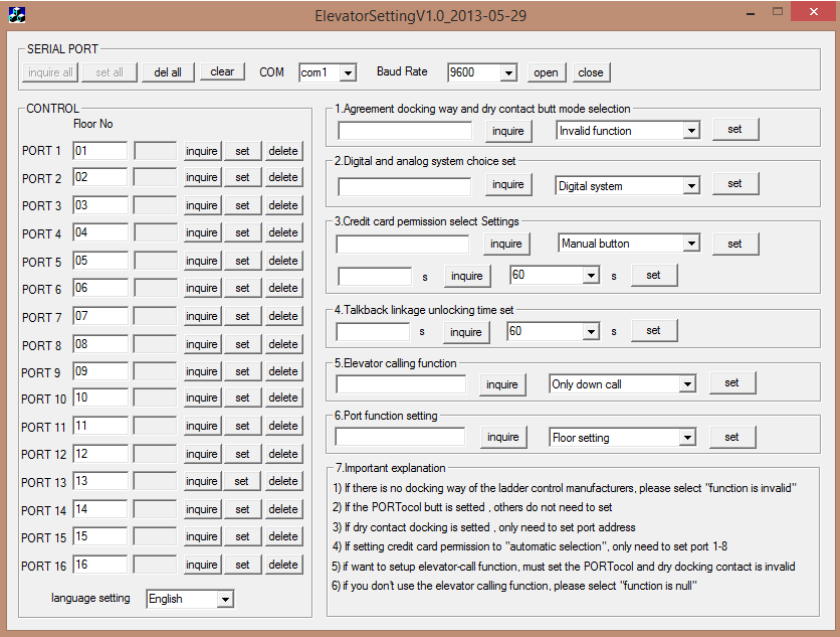 ElevatorSettingV1.0_2013-05-29
SERIAL PORT
inquire all set all del all clear COM com1 Baud Rate 9600 open close
CONTROL
Floor No
PORT 1 01 inquire set delete
PORT 2 02 inquire set delete
PORT 3 03 inquire set delete
PORT 4 04 inquire set delete
PORT 5 05 inquire set delete
PORT 6 06 inquire set delete
PORT 7 07 inquire set delete
PORT 8 08 inquire set delete
PORT 9 09 inquire set delete
PORT 10 10 inquire set delete
PORT 11 11 inquire set delete
PORT 12 12 inquire set delete
PORT 13 13 inquire set delete
PORT 14 14 inquire set delete
PORT 15 15 inquire set delete
PORT 16 16 inquire set delete
language setting English
1.Agreement docking way and dry contact butt mode selection
inquire Invalid function set
2.Digital and analog system choice set
inquire Digital system set
3.Credit card permission select Settings
inquire Manual button set
s inquire 60 s set
4.Talkback linkage unlocking time set
s inquire 60 s set
5.Elevator calling function
inquire Only down call set
6.Port function setting
inquire Floor setting set
7.Important explanation
1) If there is no docking way of the ladder control manufacturers, please select "function is invalid"
2) If the PORTocol butt is setted , others do not need to set
3) If dry contact docking is setted , only need to set port address
4) If setting credit card permission to "automatic selection", only need to set port 1-8
5) if want to setup elevator-call function, must set the PORTocol and dry docking contact is invalid
6) if you don't use the elevator calling function, please select "function is null"